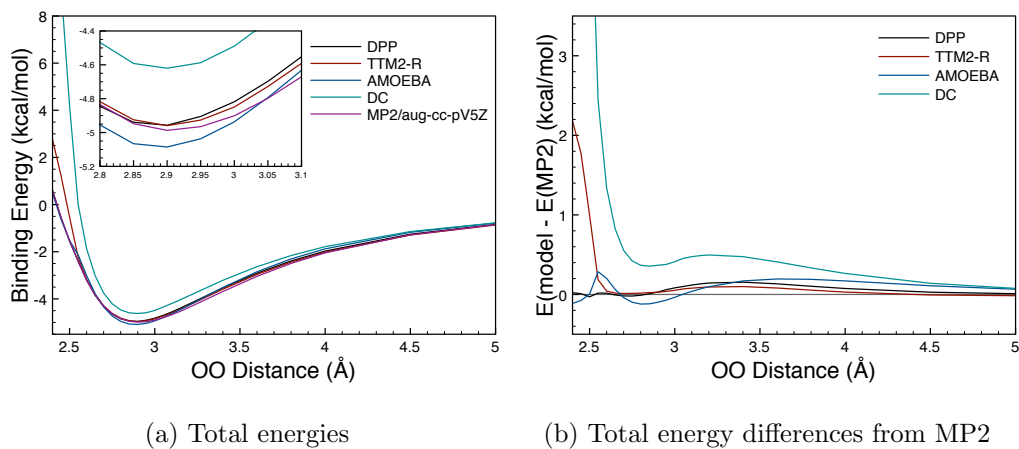 8
6
4
2
0
-2
-4
Binding Energy (kcal/mol)
-4.4
-4.6
-4.8
-5
-5.2
2.8 2.85 2.9 2.95 3 3.05 3.1
DPP
TTM2-R
AMOEBA
DC
MP2/aug-cc-pV5Z
2.5 3 3.5 4 4.5 5
OO Distance (Å)
(a) Total energies
3
2
1
0
E(model - E(MP2) (kcal/mol)
DPP
TTM2-R
AMOEBA
DC
2.5 3 3.5 4 4.5 5
OO Distance (Å)
(b) Total energy differences from MP2